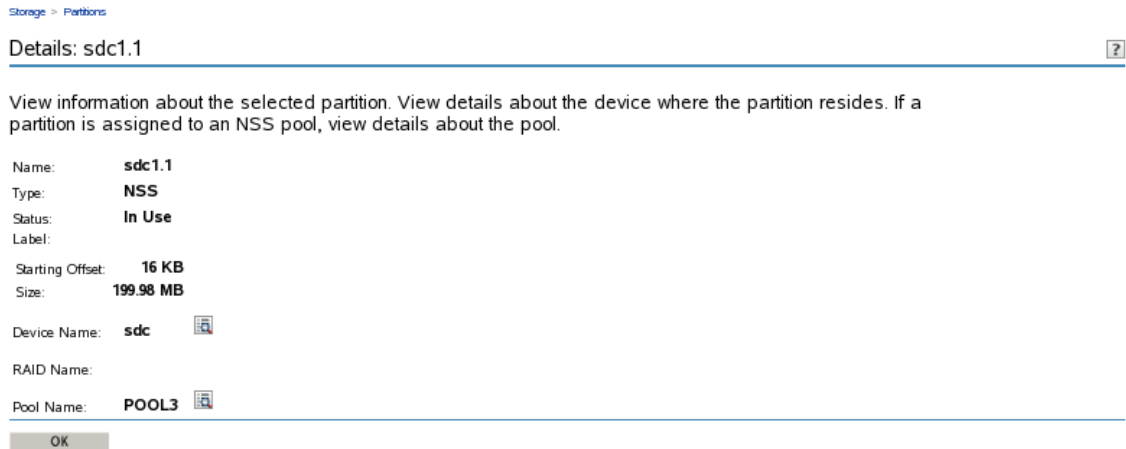 Storage > Partitions
Details: sdc1.1
?
View information about the selected partition. View details about the device where the partition resides. If a
partition is assigned to an NSS pool, view details about the pool.
Name: sdc1.1
Type: NSS
Status: In Use
Label:
Starting Offset: 16 KB
Size: 199.98 MB
Device Name: sdc
RAID Name:
Pool Name: POOL3
OK